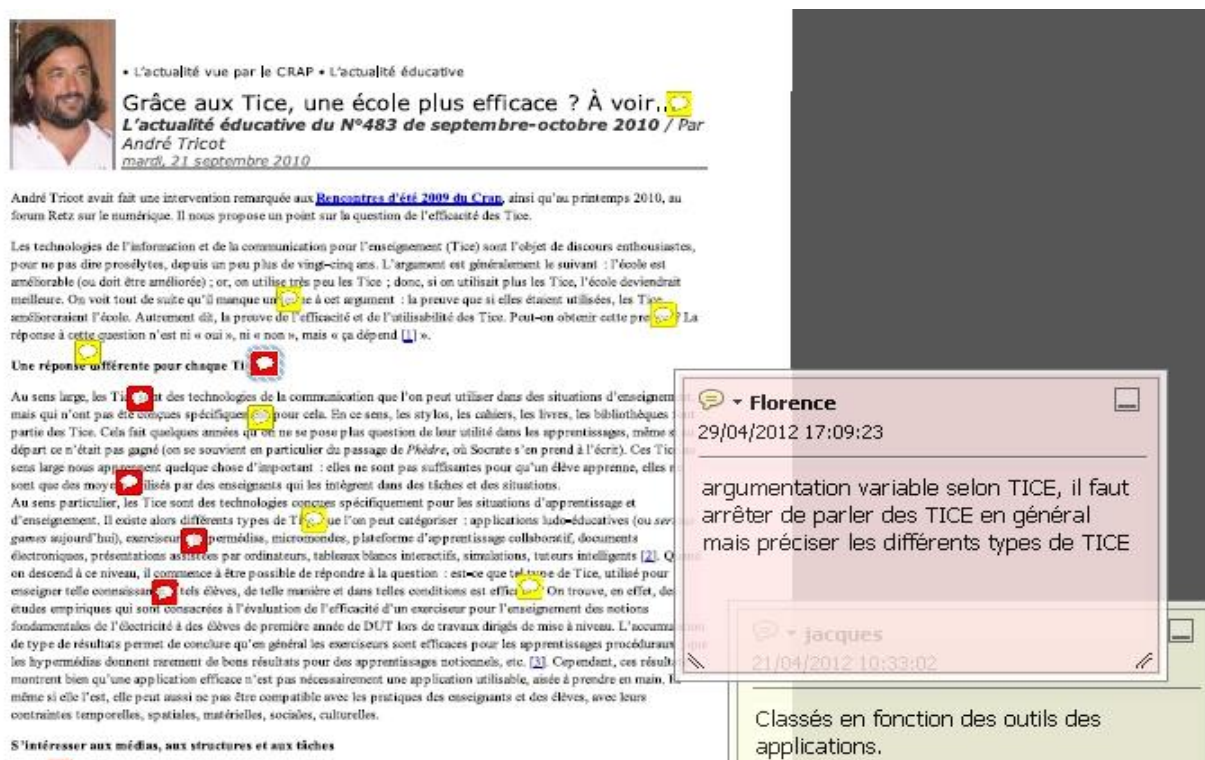 • L'actualité vue par le CRAP • L'actualité éducative
Grâce aux Tice, une école plus efficace ? À voir..
L'actualité éducative du N°483 de septembre-octobre 2010 / Par
André Tricot
mardi, 21 septembre 2010
André Tricot avait fait une intervention remarquée aux Rencontres d'été 2009 du Crap, ainsi qu'au printemps 2010, au
forum Retz sur le numérique. Il nous propose un point sur la question de l'efficacité des Tice.
Les technologies de l'information et de la communication pour l'enseignement (Tice) sont l'objet de discours enthousiastes,
pour ne pas dire prosélytes, depuis un peu plus de vingt-cinq ans. L'argument est généralement le suivant : l'école est
améliorable (ou doit être améliorée) ; or, on utilise très peu les Tice ; donc, si on utilisait plus les Tice, l'école deviendrait
meilleure. On voit tout de suite qu'il manque un à cet argument : la preuve que si elles étaient utilisées, les Tice
amélioreraient l'école. Autrement dit, la preuve de l'efficacité et de l'utilisabilité des Tice. Peut-on obtenir cette ? La
réponse à cette question n'est ni « oui », ni « non », mais « ça dépend [1] ».
Une réponse différente pour chaque
Au sens large, les des technologies de la communication que l'on peut utiliser dans des situations
mais qui n'ont pas été conçues pour cela. En ce sens, les stylos, les cahiers, les livres, les bibliothèques
partie des Tice. Cela fait quelques années qu'on ne se pose plus question de leur utilité dans les apprentissages, même
départ ce n'était pas gagné (on se souvient en particulier du passage de Phèdre, où Socrate s'en prend à l'écrit). Ces
sens large nous apprennent quelque chose d'important : elles ne sont pas suffisantes pour qu'un élève apprenne, elles
sont que des par des enseignants qui les intègrent dans des tâches et des situations.
Au sens particulier, les Tice sont des technologies conçues spécifiquement pour les situations d'apprentissage et
d'enseignement. Il existe alors différents types de que l'on peut catégoriser : applications ludo-éducatives (ou
games aujourd'hui), micromondes, plateforme d'apprentissage collaboratif, documents
électroniques, présentations assistées par ordinateurs, tableaux blancs interactifs, simulations, tuteurs intelligents [2].
on descend à ce niveau, il commence à être possible de répondre à la question : est-ce que tel type de Tice, utilisé pour
enseigner telle tels élèves, de telle manière et dans telles conditions est On trouve, en effet,
études empiriques qui sont consacrées à l'évaluation de l'efficacité d'un exerciseur pour l'enseignement des notions
fondamentales de l'électricité à des élèves de première année de DUT lors de travaux dirigés de mise à niveau.
de type de résultats permet de conclure qu'en général les exerciseurs sont efficaces pour les apprentissages
les hypermédias donnent rarement de bons résultats pour des apprentissages notionnels, etc. [3]. Cependant, ces
montrent bien qu'une application efficace n'est pas nécessairement une application utilisable, aisée à prendre en main.
même si elle l'est, elle peut aussi ne pas être compatible avec les pratiques des enseignants et des élèves, avec leurs
contraintes temporelles, spatiales, matérielles, sociales, culturelles.
S'intéresser aux médias, aux structures et aux tâches
Florence
29/04/2012 17:09:23
argumentation variable selon TICE, il faut
arrêter de parler des TICE en général
mais préciser les différents types de TICE
jacques
21/04/2012 10:33:02
Classés en fonction des outils des
applications.